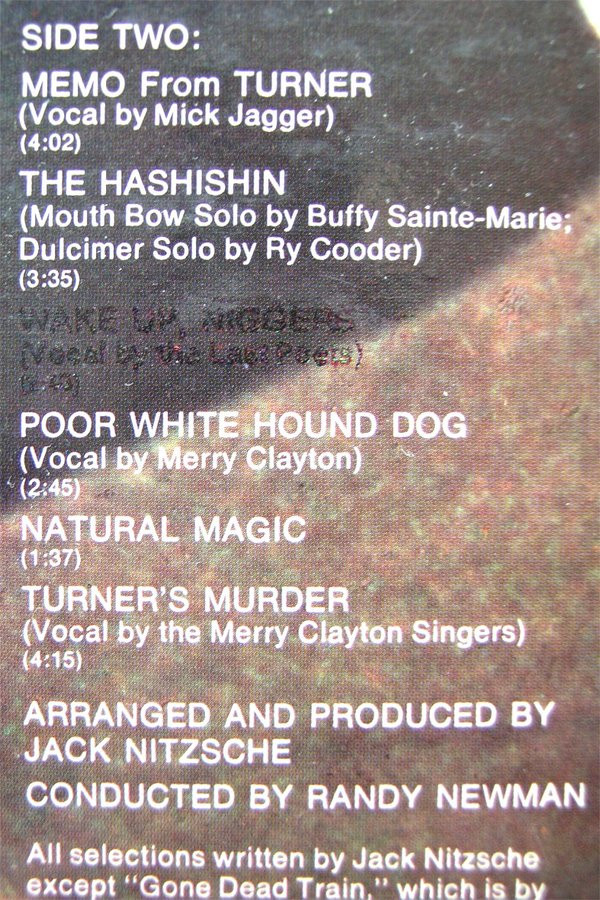 SIDE TWO:
MEMO From TURNER
(Vocal by Mick Jagger)
(4:02)
THE HASHISHIN
(Mouth Bow Solo by Buffy Sainte-Marie;
Dulcimer Solo by Ry Cooder)
(3:35)
WAKE UP, NIGGERS
(Vocal by the Last Poets)
POOR WHITE HOUND DOG
(Vocal by Merry Clayton)
(2:45)
NATURAL MAGIC
(1:37)
TURNER'S MURDER
(Vocal by the Merry Clayton Singers)
(4:15)
ARRANGED AND PRODUCED BY
JACK NITZSCHE
CONDUCTED BY RANDY NEWMAN
All selections written by Jack Nitzsche
except "Gone Dead Train," which is by